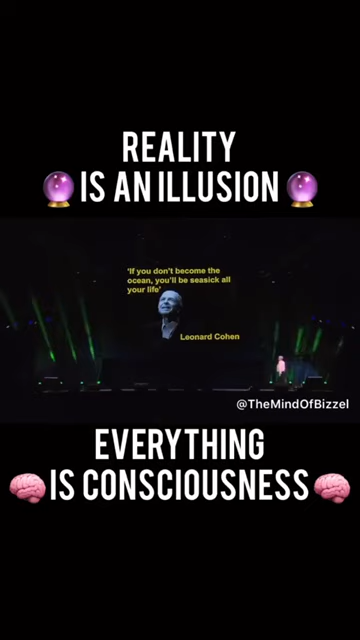 REALITY
🔮IS AN ILLUSION🔮
'If you don't become the
ocean, you'll be seasick all
your life'
Leonard Cohen
@TheMindOfBizzel
EVERYTHING
🧠IS CONSCIOUSNESS🧠